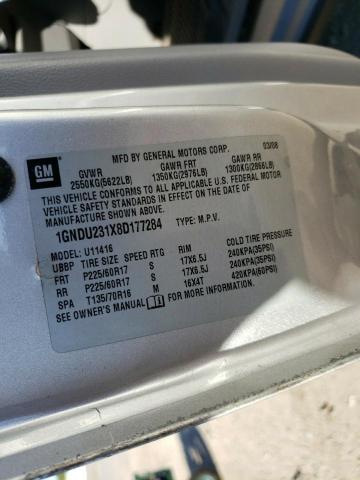 GM
MFD BY GENERAL MOTORS CORP. 03/08
GVWR GAWR FRT GAWR RR
2550KG(5622LB) 1350KG(2976LB) 1300KG(2866LB)
THIS VEHICLE CONFORMS TO ALL APPLICABLE U.S. FEDERAL MOTOR
VEHICLE SAFETY STANDARDS IN EFFECT ON THE DATE OF
MANUFACTURE SHOWN ABOVE.
1GNDU231X8D177284 TYPE: M.P.V.
MODEL: U11416
UBBP TIRE SIZE SPEED RTG RIM COLD TIRE PRESSURE
FRT P225/60R17 S 17X6.5J 240KPA(35PSI)
RR P225/60R17 S 17X6.5J 240KPA(35PSI)
SPA T135/70R16 M 16X4T 420KPA(60PSI)
SEE OWNER'S MANUAL FOR ADDITIONAL INFORMATION.